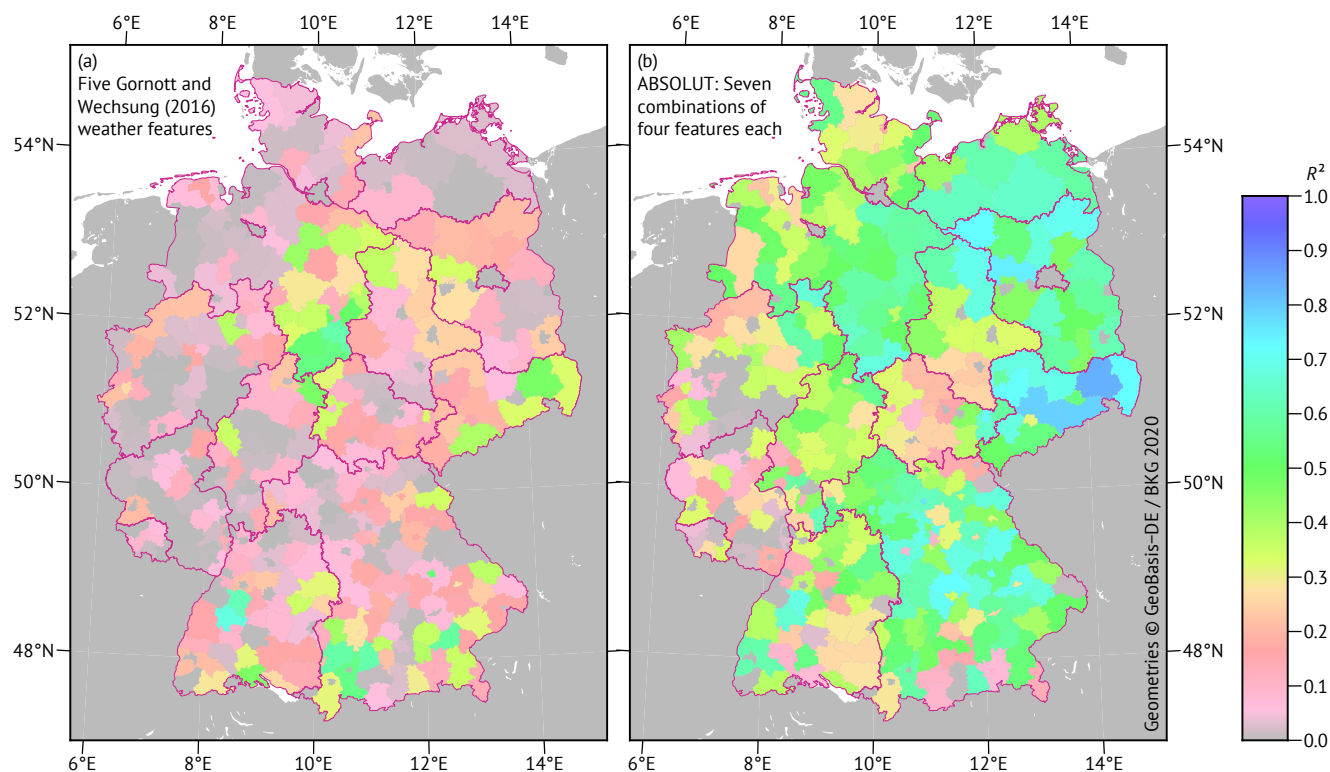 6°E 8°E 10°E 12°E 14°E 6°E 8°E 10°E 12°E 14°E
(a)
Five Gornott and
Wechsung (2016)
weather features
(b)
ABSOLUT: Seven
combinations of
four features each
54°N
52°N
50°N
48°N
54°N
52°N
50°N
48°N
Geometries © GeoBasis–DE / BKG 2020
R²
1.0
0.9
0.8
0.7
0.6
0.5
0.4
0.3
0.2
0.1
0.0
6°E 8°E 10°E 12°E 14°E 6°E 8°E 10°E 12°E 14°E